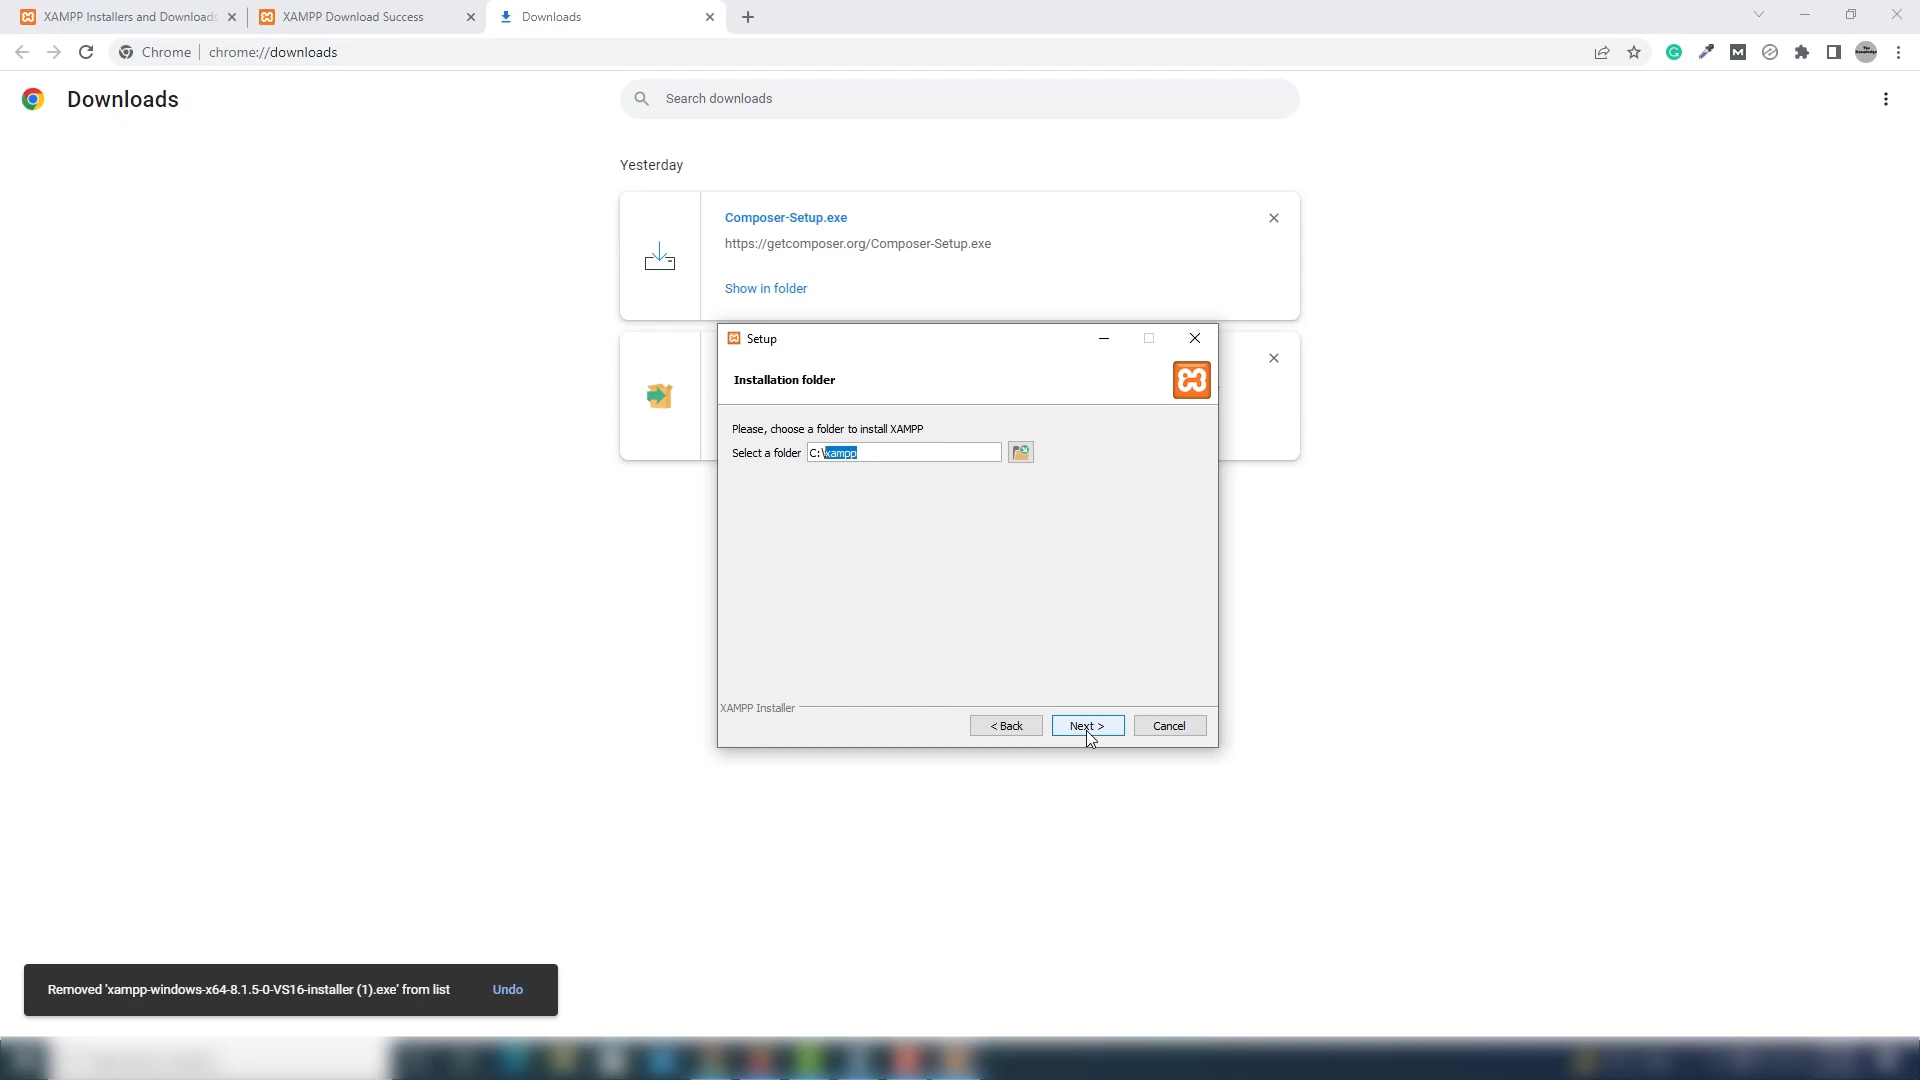 XAMPP Installers and Downloads
XAMPP Download Success
Downloads
Chrome
chrome://downloads
Downloads
Search downloads
Yesterday
Composer-Setup.exe
https://getcomposer.org/Composer-Setup.exe
Show in folder
Setup
Installation folder
Please, choose a folder to install XAMPP
Select a folder C:\xampp
XAMPP Installer
< Back
Next >
Cancel
Removed 'xampp-windows-x64-8.1.5-0-VS16-installer (1).exe' from list
Undo